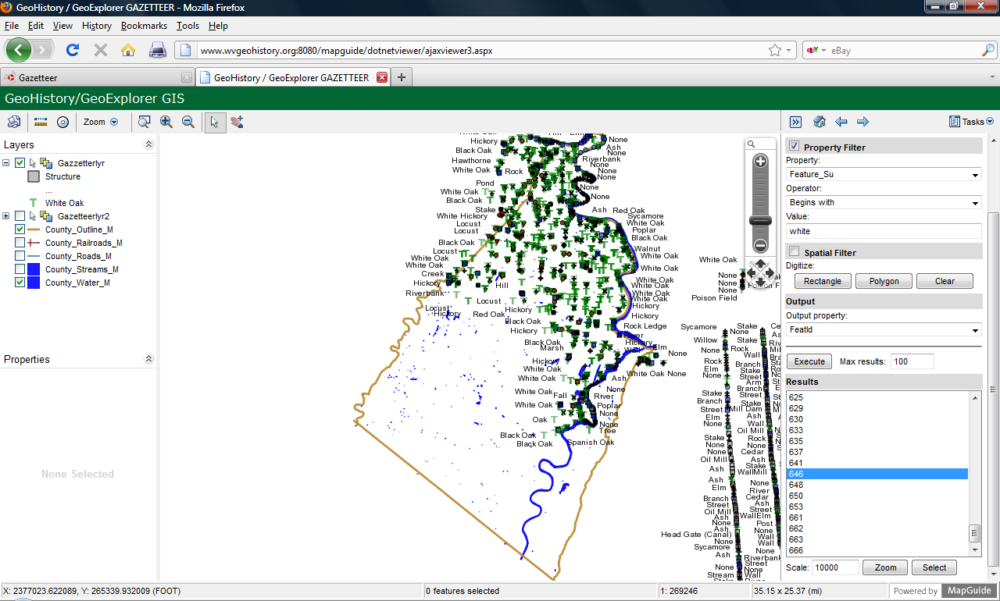 GeoHistory / GeoExplorer GAZETTEER - Mozilla Firefox
File Edit View History Bookmarks Tools Help
www.wvgeohistory.org:8080/mapguide/dotnetviewer/ajaxviewer3.aspx
eBay
Gazetteer
GeoHistory / GeoExplorer GAZETTEER
GeoHistory/GeoExplorer GIS
Zoom
Tasks
Layers
Gazzetterlyr
Structure
...
White Oak
Gazetteerlyr2
County_Outline_M
County_Railroads_M
County_Roads_M
County_Streams_M
County_Water_M
Properties
None Selected
Hickory
None
Black Oak
Ash
None
Hawthorne
Riverbank
White Oak
Rock
None
None
Pond
None
White Oak
None
Black Oak
Stake
Ash
Red Oak
White Hickory
Sycamore
Locust
White Oak
Locust
Poplar
Black Oak
Black Oak
Locust
Walnut
White Oak
White Oak
White Oak
White Oak
Creek
White Oak
Hickory
Hill
White Oak
Riverbank
White Oak
Locust
White Oak
Locust
Hickory
Hickory
Red Oak
Hickory
Black Oak
Rock Ledge
Hickory
River
Black Oak
Hickory
Marsh
Elm
Hickory
None
White Oak
White Oak
None
White Oak
Ash
White Oak
Fall
None
River
White Oak
Poplar
None
Oak
None
Tree
Black Oak
Black Oak
Spanish Oak
White Oak
None
None
None
Poison Field
Sycamore
Stake
None
Willow
Stake
None
Rock
Wall
Rock
Branch
Elm
Stake
None
Street
Arm
Stake
Branch
Street
Branch
Stake
Street
Mill Dam
Elm
Ash
None
Wall
Oil Mill
Stake
Rock
None
None
None
Cedar
Oil Mill
Ash
Ash
Stake
Wall
Mill
Ash
None
Elm
River
Branch
Cedar
Street
Ash
Oil Mill
Street
Ash
Wall
Elm
None
Post
Ash
None
Head Gate (Canal)
Wall
None
Wall
Sycamore
None
Ash
Riverbank
None
Street
Stream
Wall
Property Filter
Property:
Feature_Su
Operator:
Begins with
Value:
white
Spatial Filter
Digitize:
Rectangle Polygon Clear
Output
Output property:
FeatId
Execute Max results: 100
Results
625
629
630
633
635
637
641
646
648
650
653
661
662
663
666
Scale: 10000 Zoom Select
X: 2377023.622089, Y: 265339.932009 (FOOT)
0 features selected
1: 269246
35.15 x 25.37 (mi)
Powered by MapGuide